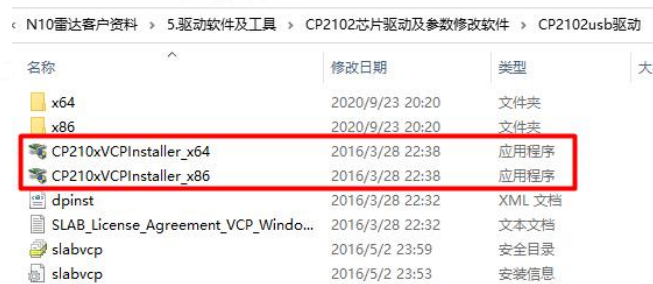 N10雷达客户资料 › 5.驱动软件及工具 › CP2102芯片驱动及参数修改软件 › CP2102usb驱动
名称 修改日期 类型 大
x64 2020/9/23 20:20 文件夹
x86 2020/9/23 20:20 文件夹
CP210xVCPInstaller_x64 2016/3/28 22:38 应用程序
CP210xVCPInstaller_x86 2016/3/28 22:38 应用程序
dpinst 2016/3/28 22:32 XML 文档
SLAB_License_Agreement_VCP_Windo... 2016/3/28 22:32 文本文档
slabvcp 2016/5/2 23:59 安全目录
slabvcp 2016/5/2 23:53 安装信息